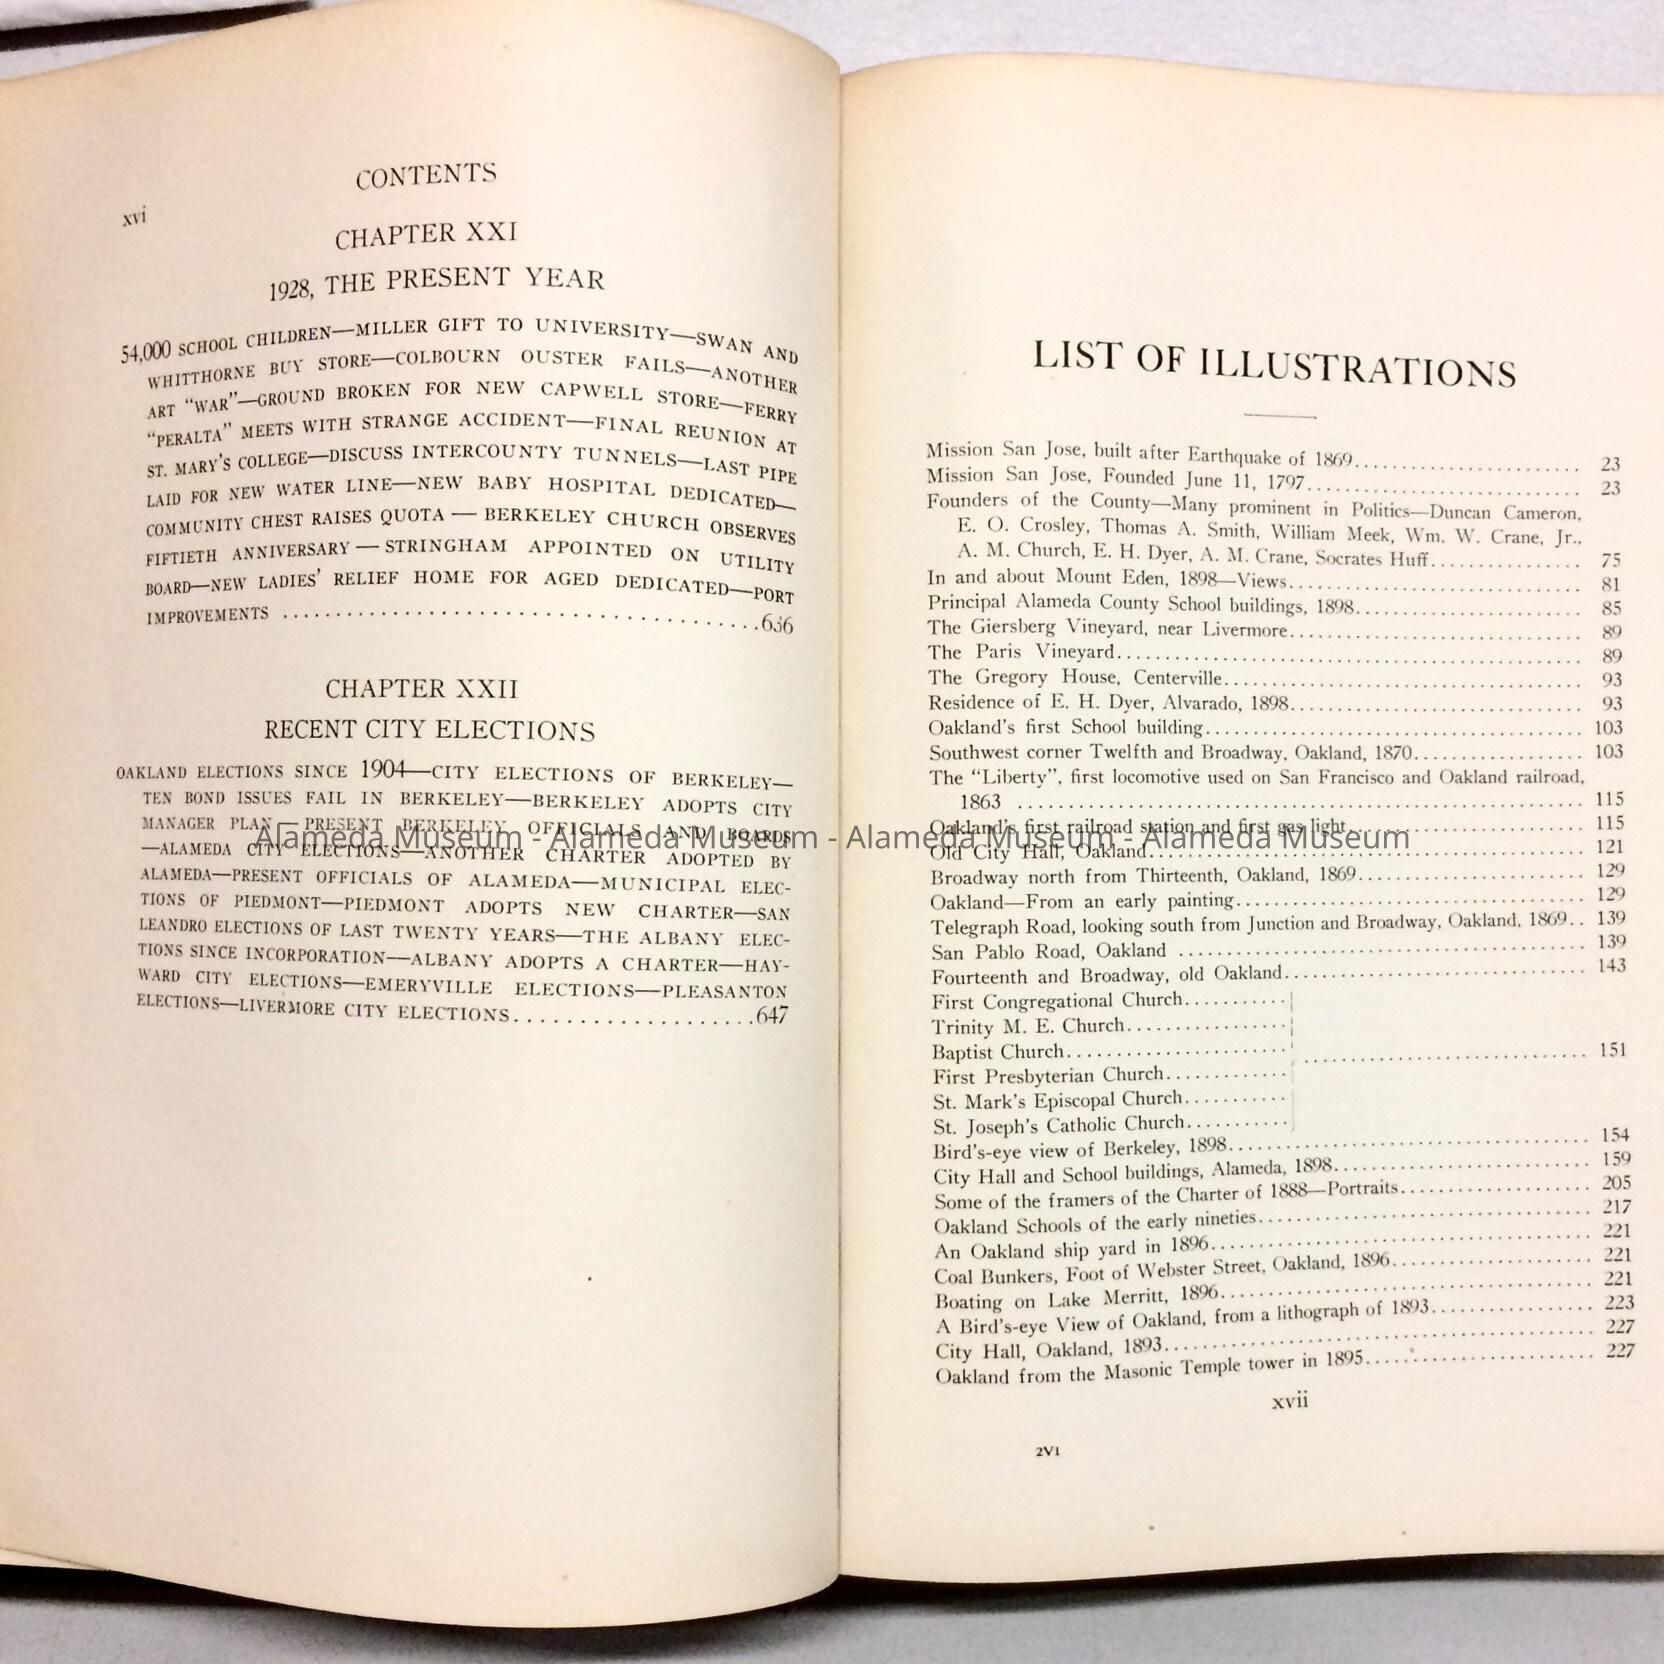 CONTENTS
xvi
CHAPTER XXI
1928, THE PRESENT YEAR
54,000 SCHOOL CHILDREN—MILLER GIFT TO UNIVERSITY—SWAN AND
WHITTHORNE BUY STORE—COLBOURN OUSTER FAILS—ANOTHER
ART "WAR"—GROUND BROKEN FOR NEW CAPWELL STORE—FERRY
"PERALTA" MEETS WITH STRANGE ACCIDENT—FINAL REUNION AT
ST. MARY'S COLLEGE—DISCUSS INTERCOUNTY TUNNELS—LAST PIPE
LAID FOR NEW WATER LINE—NEW BABY HOSPITAL DEDICATED—
COMMUNITY CHEST RAISES QUOTA — BERKELEY CHURCH OBSERVES
FIFTIETH ANNIVERSARY — STRINGHAM APPOINTED ON UTILITY
BOARD—NEW LADIES' RELIEF HOME FOR AGED DEDICATED—PORT
IMPROVEMENTS ........................................636
CHAPTER XXII
RECENT CITY ELECTIONS
OAKLAND ELECTIONS SINCE 1904—CITY ELECTIONS OF BERKELEY—
TEN BOND ISSUES FAIL IN BERKELEY—BERKELEY ADOPTS CITY
MANAGER PLAN—PRESENT BERKELEY OFFICIALS AND BOARDS
—ALAMEDA CITY ELECTIONS—ANOTHER CHARTER ADOPTED BY
ALAMEDA—PRESENT OFFICIALS OF ALAMEDA—MUNICIPAL ELEC-
TIONS OF PIEDMONT—PIEDMONT ADOPTS NEW CHARTER—SAN
LEANDRO ELECTIONS OF LAST TWENTY YEARS—THE ALBANY ELEC-
TIONS SINCE INCORPORATION—ALBANY ADOPTS A CHARTER—HAY-
WARD CITY ELECTIONS—EMERYVILLE ELECTIONS—PLEASANTON
ELECTIONS—LIVERMORE CITY ELECTIONS....................647
LIST OF ILLUSTRATIONS
Mission San Jose, built after Earthquake of 1869........................ 23
Mission San Jose, Founded June 11, 1797............................ 23
Founders of the County—Many prominent in Politics—Duncan Cameron,
E. O. Crosley, Thomas A. Smith, William Meek, Wm. W. Crane, Jr.,
A. M. Church, E. H. Dyer, A. M. Crane, Socrates Huff................ 75
In and about Mount Eden, 1898—Views............................... 81
Principal Alameda County School buildings, 1898....................... 85
The Giersberg Vineyard, near Livermore............................... 89
The Paris Vineyard................................................ 89
The Gregory House, Centerville...................................... 93
Residence of E. H. Dyer, Alvarado, 1898.............................. 93
Oakland's first School building....................................... 103
Southwest corner Twelfth and Broadway, Oakland, 1870................. 103
The "Liberty", first locomotive used on San Francisco and Oakland railroad,
1863 .......................................................... 115
Oakland's first railroad station and first gas light........................ 115
Old City Hall, Oakland............................................. 121
Broadway north from Thirteenth, Oakland, 1869....................... 129
Oakland—From an early painting..................................... 129
Telegraph Road, looking south from Junction and Broadway, Oakland, 1869.. 139
San Pablo Road, Oakland .......................................... 139
Fourteenth and Broadway, old Oakland............................... 143
First Congregational Church...........
Trinity M. E. Church.................
Baptist Church........................ ............................... 151
First Presbyterian Church.............
St. Mark's Episcopal Church...........
St. Joseph's Catholic Church...........
Bird's-eye view of Berkeley, 1898.................................... 154
City Hall and School buildings, Alameda, 1898......................... 159
Some of the framers of the Charter of 1888—Portraits................... 205
Oakland Schools of the early nineties.................................. 217
An Oakland ship yard in 1896........................................ 221
Coal Bunkers, Foot of Webster Street, Oakland, 1896.................... 221
Boating on Lake Merritt, 1896....................................... 221
A Bird's-eye View of Oakland, from a lithograph of 1893................. 223
City Hall, Oakland, 1893............................................ 227
Oakland from the Masonic Temple tower in 1895....................... 227
xvii
2V1
Alameda Museum - Alameda Museum - Alameda Museum - Alameda Museum